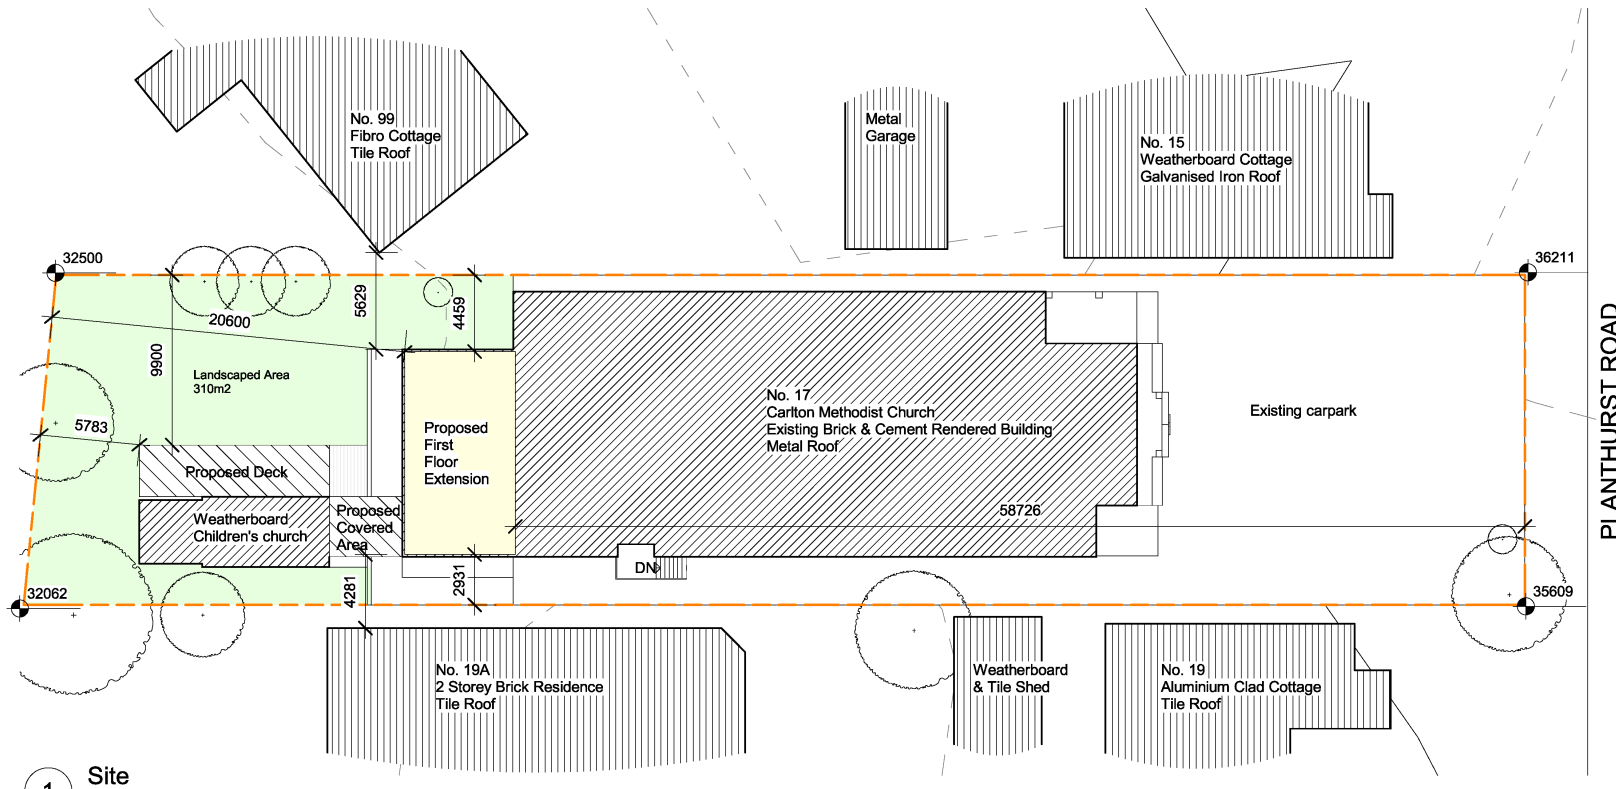 No. 99
Fibro Cottage
Tile Roof
Metal
Garage
No. 15
Weatherboard Cottage
Galvanised Iron Roof
32500
36211
5629
4459
20600
9900
Landscaped Area
310m2
5783
Proposed
First
Floor
Extension
No. 17
Carlton Methodist Church
Existing Brick & Cement Rendered Building
Metal Roof
Existing carpark
PLANTHURST ROAD
Proposed Deck
Weatherboard
Children's church
Proposed
Covered
Area
58726
DN
32062
4281
2931
35609
No. 19A
2 Storey Brick Residence
Tile Roof
Weatherboard
& Tile Shed
No. 19
Aluminium Clad Cottage
Tile Roof
1
Site